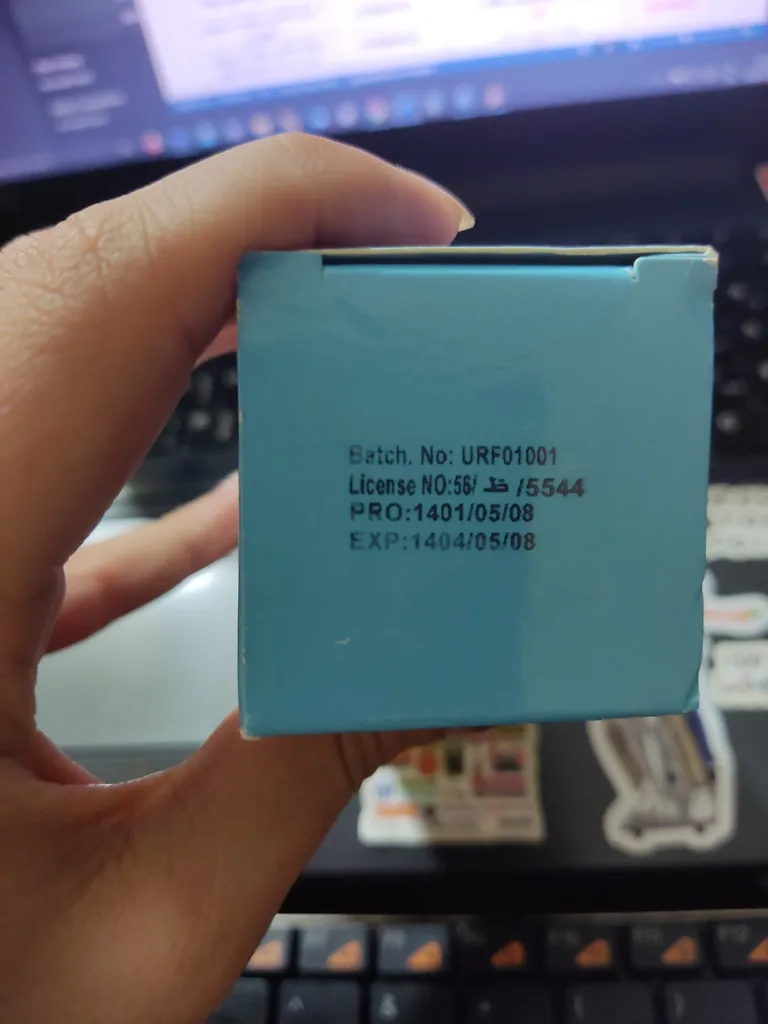 Batch. No: URF01001
License NO:56/ ظ /5544
PRO:1401/05/08
EXP:1404/05/08